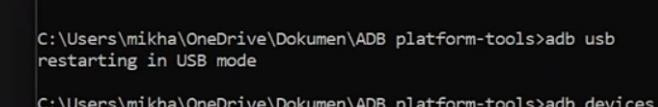 C:\Users\mikha\OneDrive\Dokumen\ADB platform-tools>adb usb
restarting in USB mode
C:\Users\mikha\OneDrive\Dokumen\ADB platform-tools>adb devices